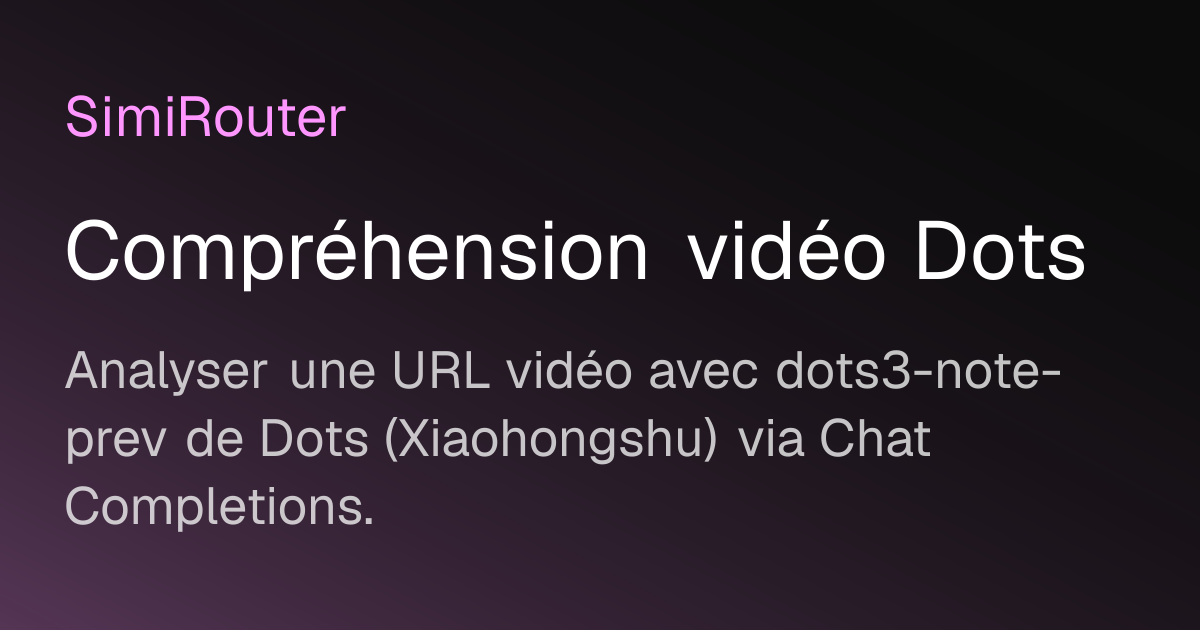 SimiRouter
Compréhension vidéo Dots
Analyser une URL vidéo avec dots3-note-
prev de Dots (Xiaohongshu) via Chat
Completions.